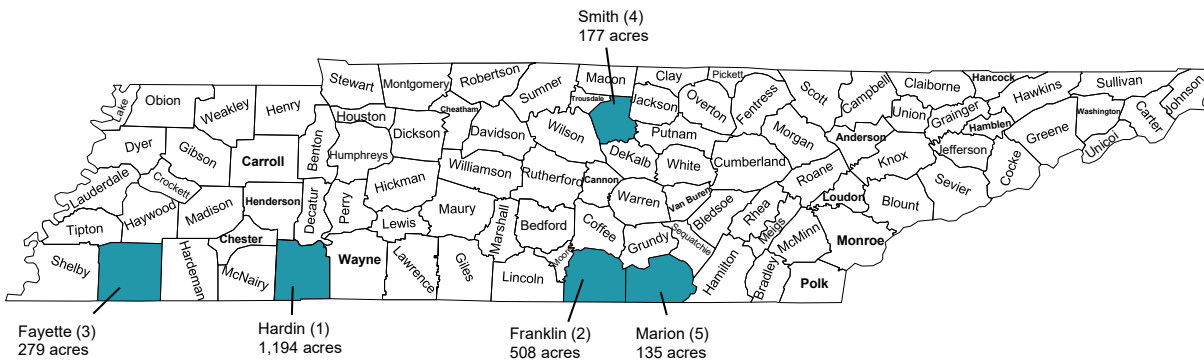 Smith (4)
177 acres
Stewart
Montgomery
Robertson
Sumner
Macon
Clay
Pickett
Scott
Campbell
Claiborne
Hancock
Hawkins
Sullivan
Johnson
Lake
Obion
Weakley
Henry
Houston
Cheatham
Trousdale
Jackson
Overton
Fentress
Union
Grainger
Hamblen
Greene
Washington
Carter
Unicoi
Dyer
Gibson
Carroll
Benton
Humphreys
Dickson
Davidson
Wilson
Putnam
Morgan
Anderson
Knox
Jefferson
Cocke
Lauderdale
Crockett
Haywood
Madison
Henderson
Decatur
Perry
Hickman
Williamson
Rutherford
Cannon
DeKalb
White
Cumberland
Roane
Loudon
Blount
Sevier
Tipton
Chester
Lewis
Maury
Marshall
Bedford
Coffee
Warren
Van Buren
Bledsoe
Rhea
Meigs
McMinn
Monroe
Shelby
Hardeman
McNairy
Wayne
Lawrence
Giles
Lincoln
Moore
Grundy
Sequatchie
Hamilton
Bradley
Polk
Fayette (3)
279 acres
Hardin (1)
1,194 acres
Franklin (2)
508 acres
Marion (5)
135 acres